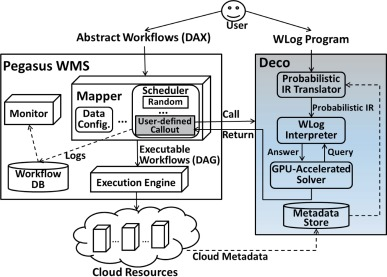 User
Abstract Workflows (DAX)
WLog Program
Pegasus WMS
Deco
Mapper
Scheduler
Random
Data
Config.
...
...
User-defined
Callout
Monitor
Logs
Workflow
DB
Executable
Workflows (DAG)
Execution Engine
Call
Return
Probabilistic
IR Translator
Probabilistic IR
WLog
Interpreter
Answer
Query
GPU-Accelerated
Solver
Metadata
Store
...
...
Cloud Metadata
Cloud Resources